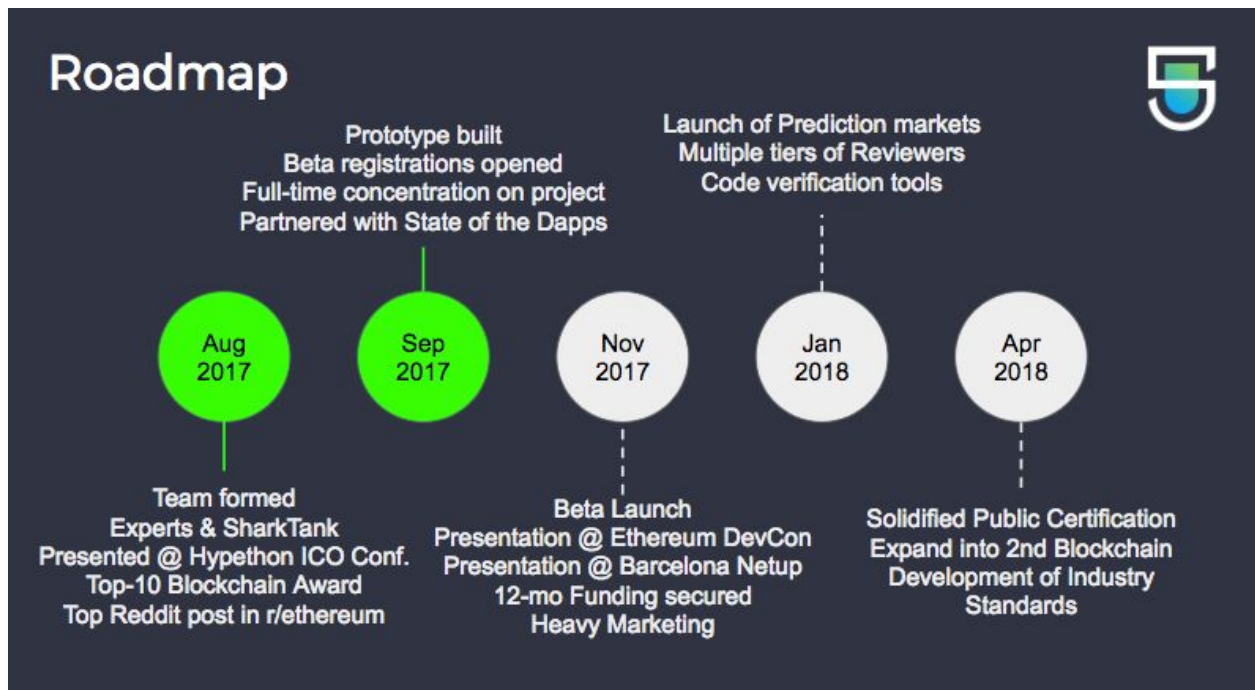 Roadmap
Prototype built
Beta registrations opened
Full-time concentration on project
Partnered with State of the Dapps
Launch of Prediction markets
Multiple tiers of Reviewers
Code verification tools
Aug
2017
Sep
2017
Nov
2017
Jan
2018
Apr
2018
Team formed
Experts & SharkTank
Presented @ Hypethon ICO Conf.
Top-10 Blockchain Award
Top Reddit post in r/ethereum
Beta Launch
Presentation @ Ethereum DevCon
Presentation @ Barcelona Netup
12-mo Funding secured
Heavy Marketing
Solidified Public Certification
Expand into 2nd Blockchain
Development of Industry
Standards